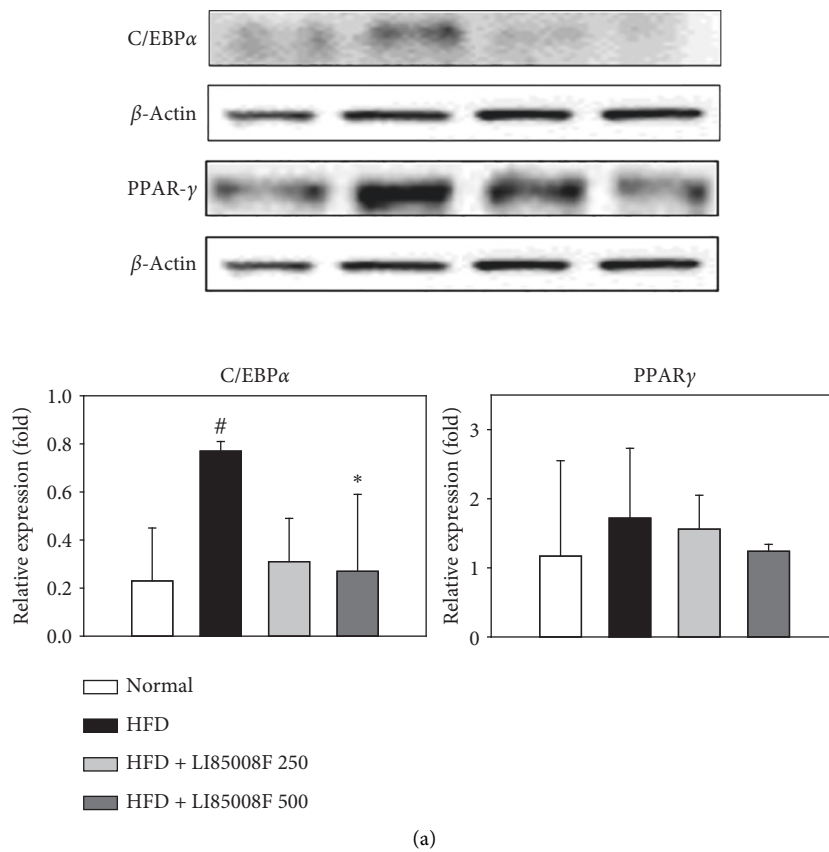 C/EBPα
β-Actin
PPAR-γ
β-Actin
C/EBPα
Relative expression (fold)
1.0
0.8
0.6
0.4
0.2
0.0
#
*
PPARγ
Relative expression (fold)
3
2
1
0
Normal
HFD
HFD + LI85008F 250
HFD + LI85008F 500
(a)